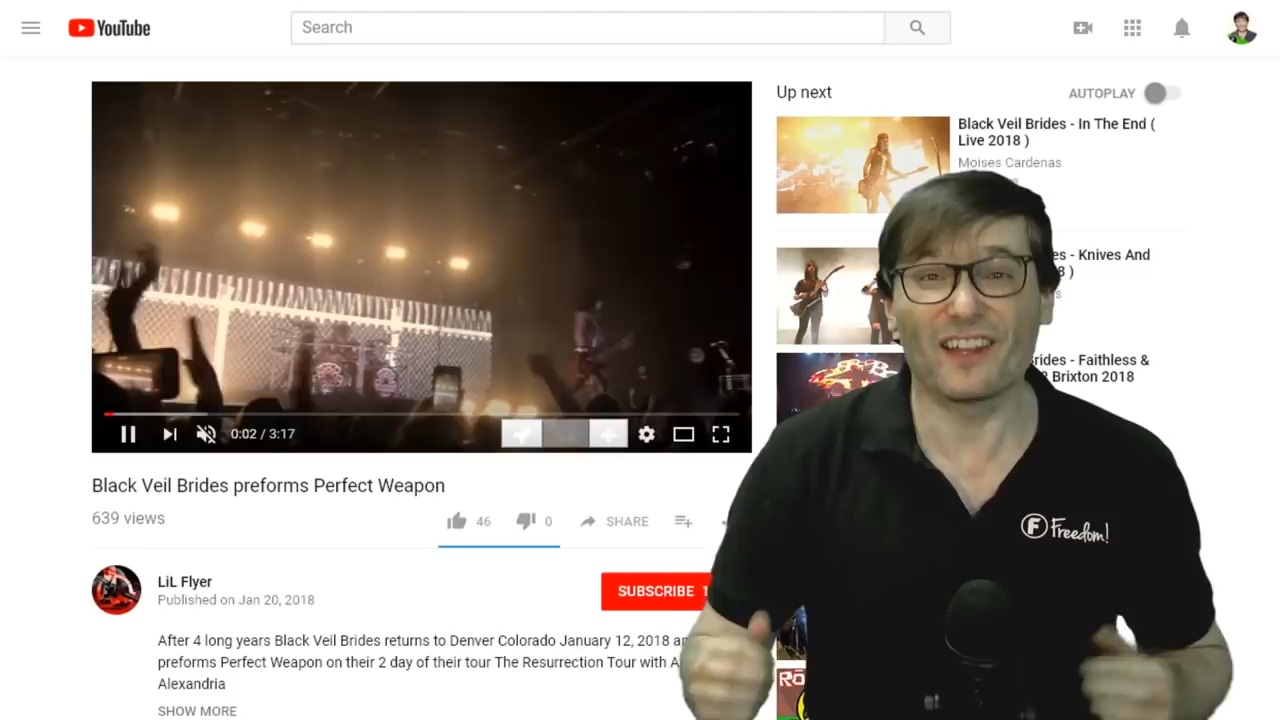 YouTube
Search
Up next
AUTOPLAY
Black Veil Brides - In The End (
Live 2018 )
Moises Cardenas
es - Knives And
8 )
rides - Faithless &
Brixton 2018
0:02 / 3:17
Black Veil Brides preforms Perfect Weapon
639 views
46
0
SHARE
LiL Flyer
Published on Jan 20, 2018
SUBSCRIBE 1
After 4 long years Black Veil Brides returns to Denver Colorado January 12, 2018 an
preforms Perfect Weapon on their 2 day of their tour The Resurrection Tour with A
Alexandria
SHOW MORE
F Freedom!
RÖ